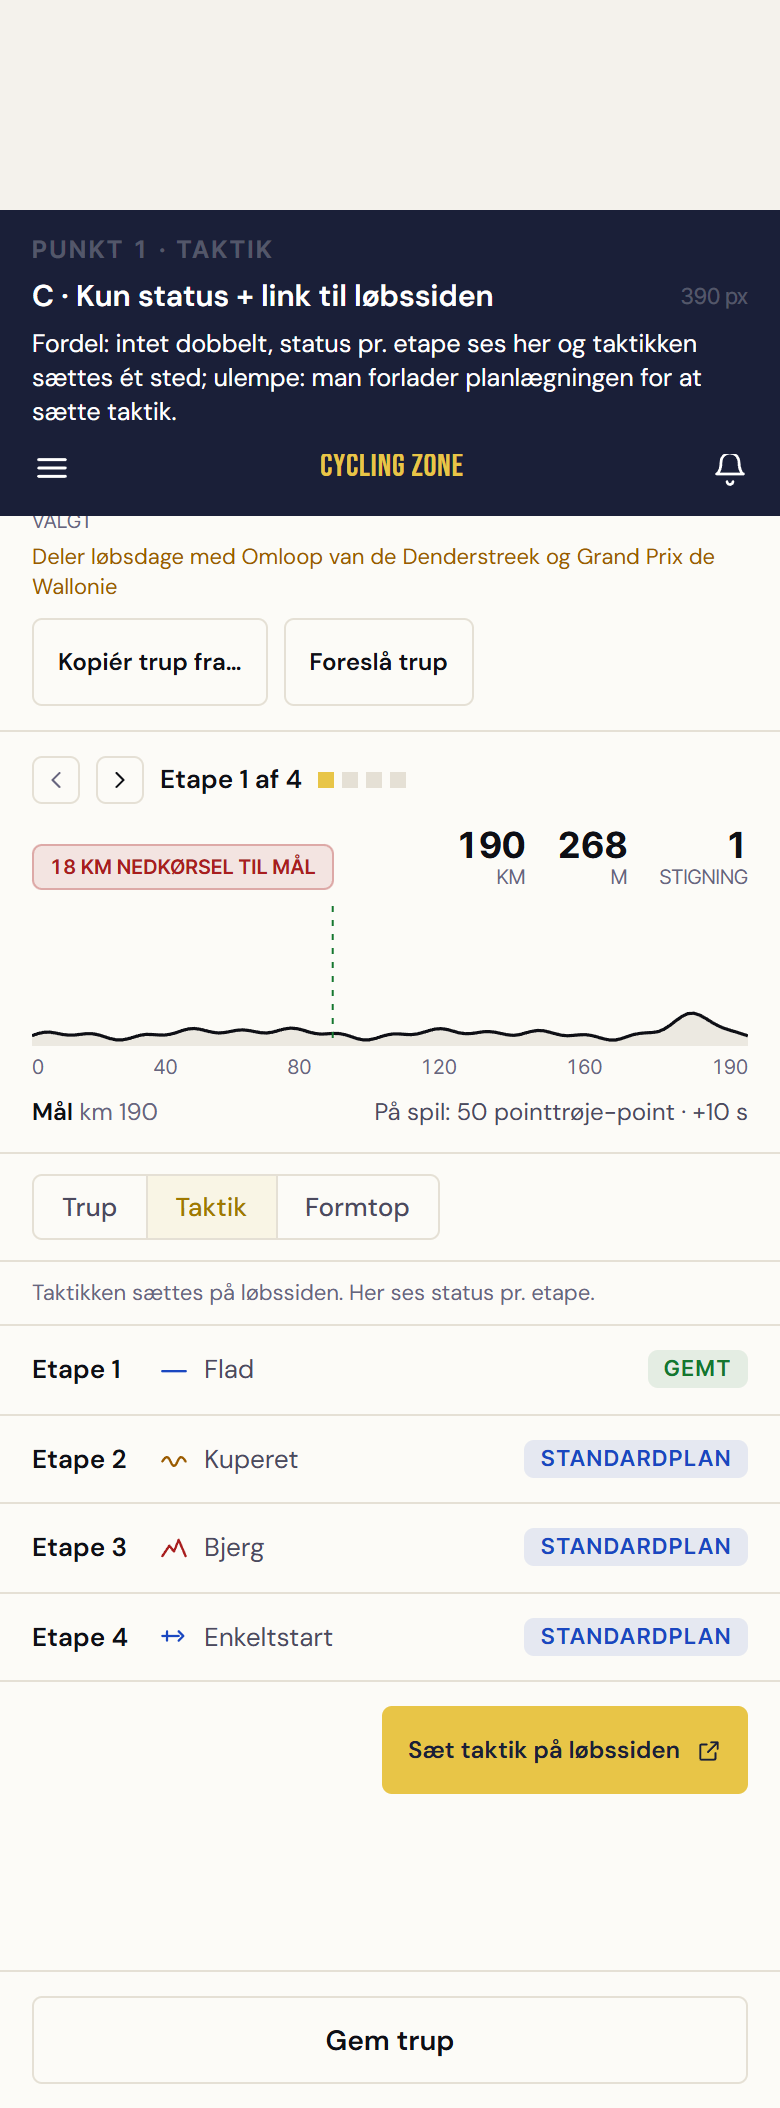 PUNKT 1 · TAKTIK
C · Kun status + link til løbssiden
390 px
Fordel: intet dobbelt, status pr. etape ses her og taktikken
sættes ét sted; ulempe: man forlader planlægningen for at
sætte taktik.
CYCLING ZONE
VALGT
Deler løbsdage med Omloop van de Denderstreek og Grand Prix de
Wallonie
Kopiér trup fra...
Foreslå trup
Etape 1 af 4
18 KM NEDKØRSEL TIL MÅL
190 268 1
KM M STIGNING
0 40 80 120 160 190
Mål km 190
På spil: 50 pointtrøje-point · +10 s
Trup Taktik Formtop
Taktikken sættes på løbssiden. Her ses status pr. etape.
Etape 1 Flad GEMT
Etape 2 Kuperet STANDARDPLAN
Etape 3 Bjerg STANDARDPLAN
Etape 4 Enkeltstart STANDARDPLAN
Sæt taktik på løbssiden
Gem trup